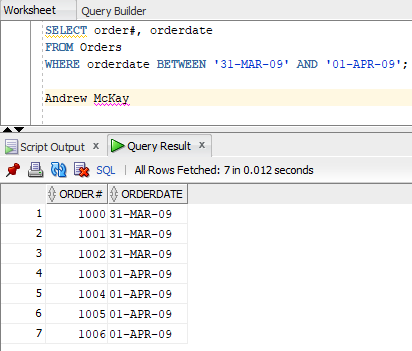 Worksheet Query Builder
SELECT order#, orderdate
FROM Orders
WHERE orderdate BETWEEN '31-MAR-09' AND '01-APR-09';
Andrew McKay
Script Output x Query Result x
SQL | All Rows Fetched: 7 in 0.012 seconds
ORDER# ORDERDATE
1 1000 31-MAR-09
2 1001 31-MAR-09
3 1002 31-MAR-09
4 1003 01-APR-09
5 1004 01-APR-09
6 1005 01-APR-09
7 1006 01-APR-09